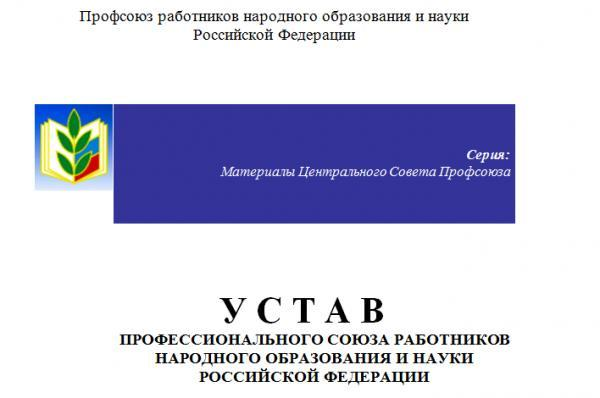 Профсоюз работников народного образования и науки
Российской Федерации
Серия:
Материалы Центрального Совета Профсоюза
У С Т А В
ПРОФЕССИОНАЛЬНОГО СОЮЗА РАБОТНИКОВ
НАРОДНОГО ОБРАЗОВАНИЯ И НАУКИ
РОССИЙСКОЙ ФЕДЕРАЦИИ